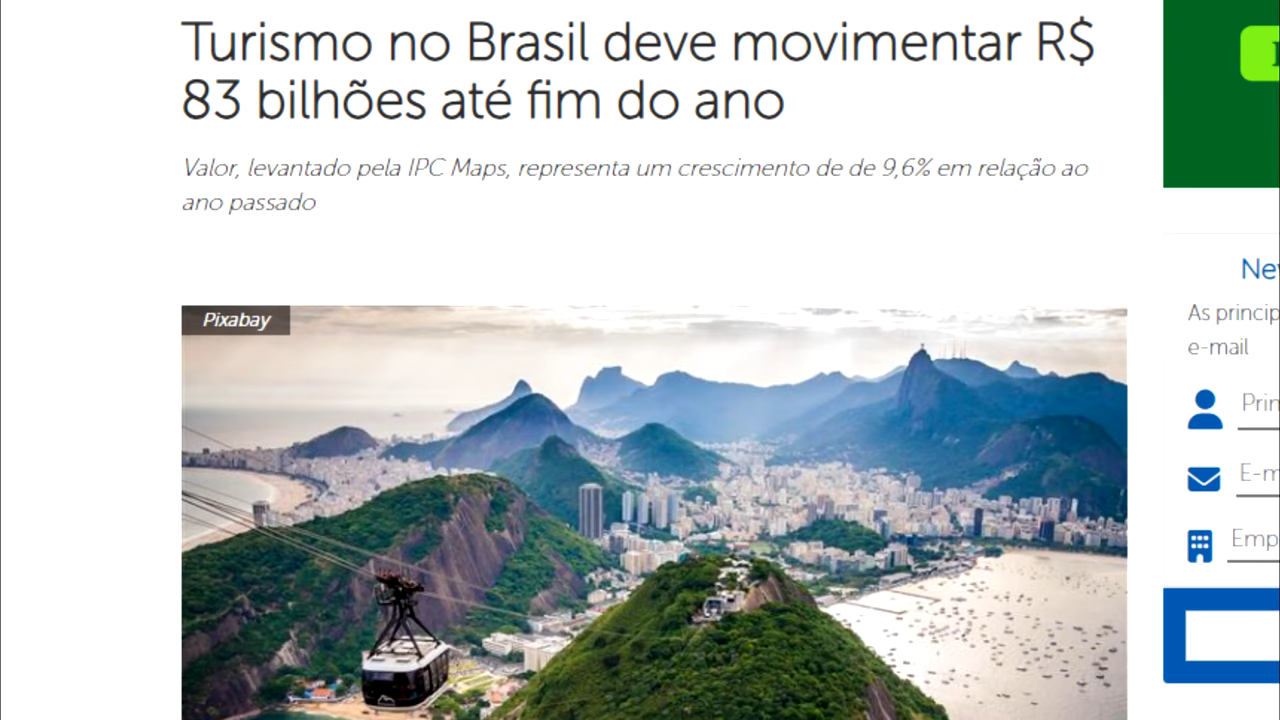 Turismo no Brasil deve movimentar R$
83 bilhões até fim do ano
Valor, levantado pela IPC Maps, representa um crescimento de de 9,6% em relação ao
ano passado
Pixabay
As princip
e-mail